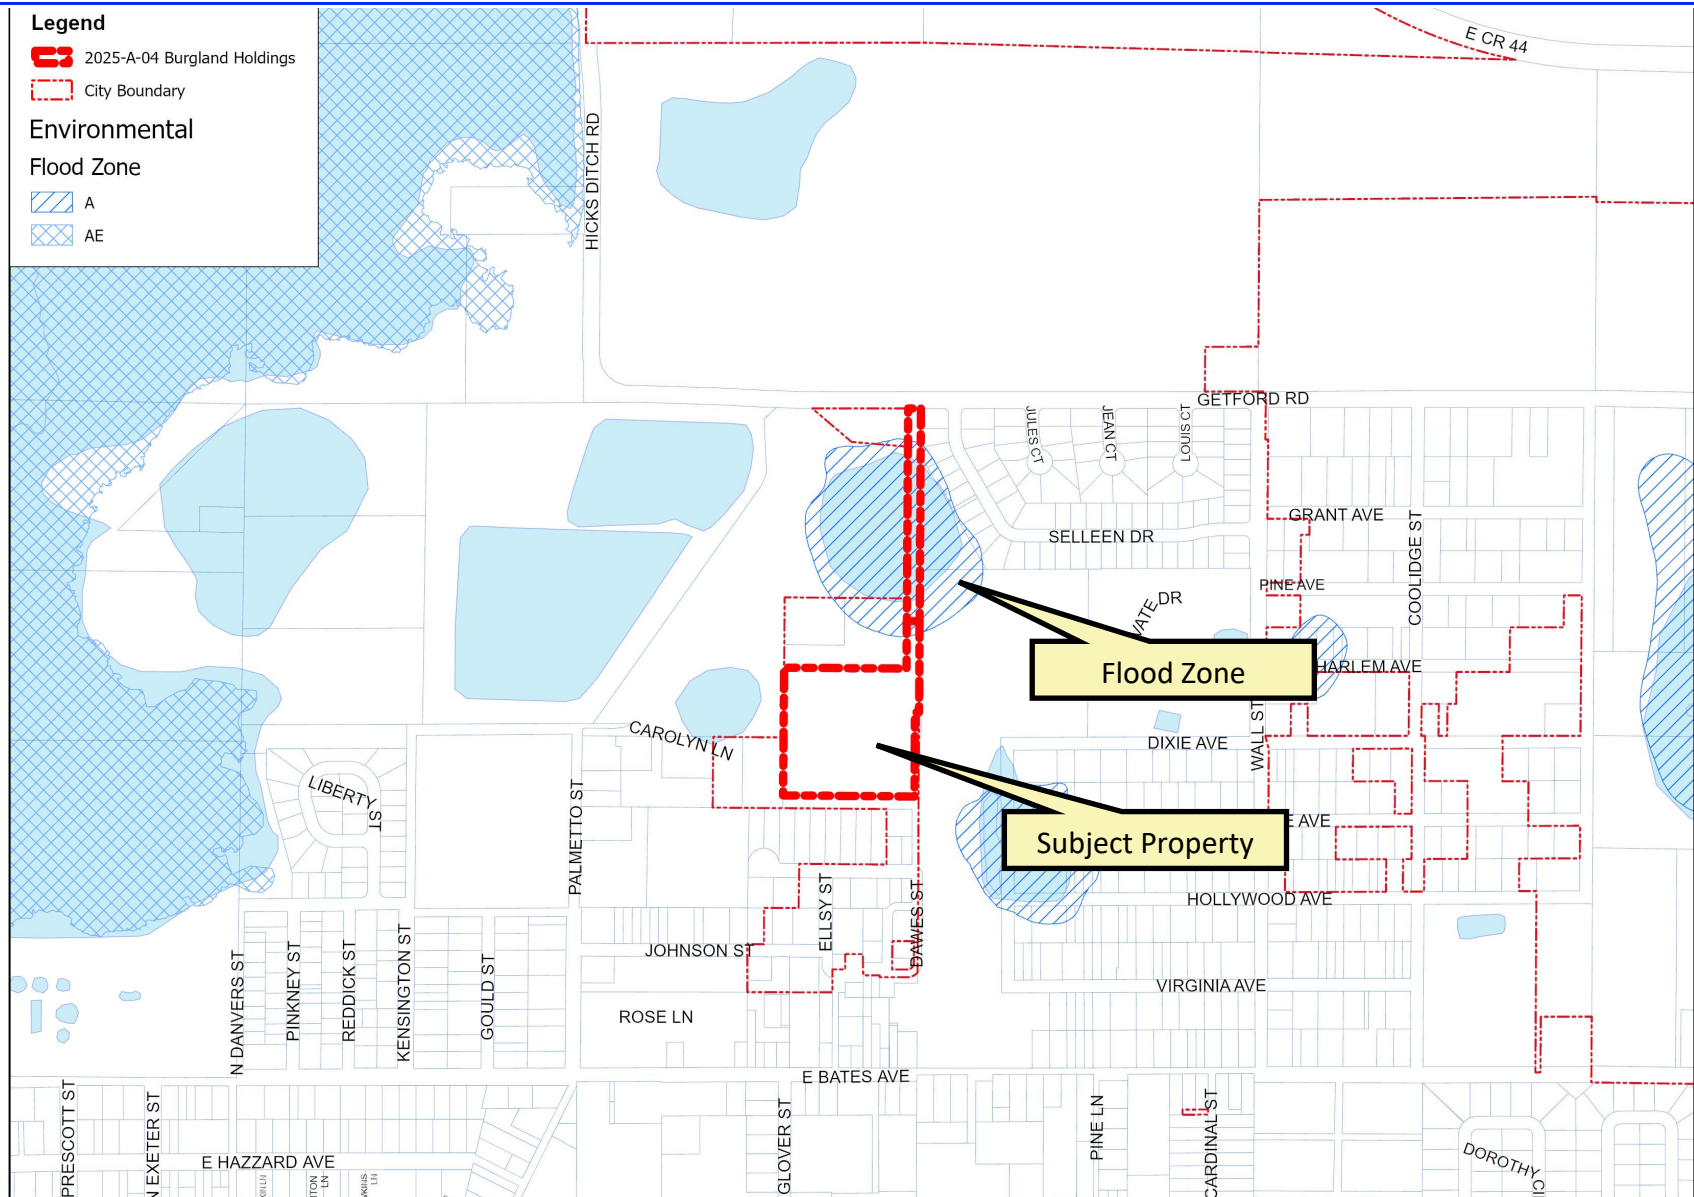 Legend
2025-A-04 Burgland Holdings
City Boundary
Environmental
Flood Zone
A
AE
E CR 44
HICKS DITCH RD
GETFORD RD
JULES CT
JEAN CT
LOUIS CT
GRANT AVE
SELLEEN DR
COOLIDGE ST
PINE AVE
VATE DR
Flood Zone
HARLEM AVE
WALL ST
CAROLYN LN
DIXIE AVE
LIBERTY ST
PALMETTO ST
Subject Property
E AVE
HOLLYWOOD AVE
ELLSY ST
DAWES ST
JOHNSON ST
N DANVERS ST
PINKNEY ST
REDDICK ST
KENSINGTON ST
GOULD ST
VIRGINIA AVE
ROSE LN
E BATES AVE
PRESCOTT ST
N EXETER ST
GLOVER ST
PINE LN
CARDINAL ST
E HAZZARD AVE
DOROTHY CI
TON LN